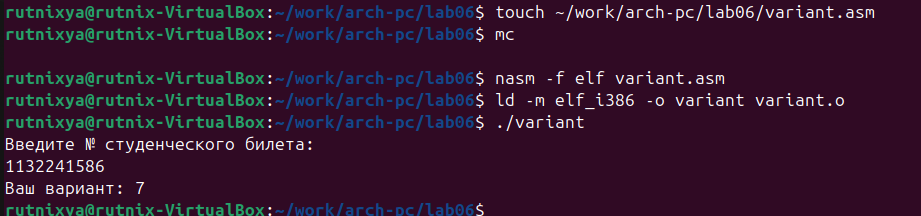 rutnixya@rutnix-VirtualBox:~/work/arch-pc/lab06$ touch ~/work/arch-pc/lab06/variant.asm
rutnixya@rutnix-VirtualBox:~/work/arch-pc/lab06$ mc
rutnixya@rutnix-VirtualBox:~/work/arch-pc/lab06$ nasm -f elf variant.asm
rutnixya@rutnix-VirtualBox:~/work/arch-pc/lab06$ ld -m elf_i386 -o variant variant.o
rutnixya@rutnix-VirtualBox:~/work/arch-pc/lab06$ ./variant
Введите № студенческого билета:
1132241586
Ваш вариант: 7
rutnixya@rutnix-VirtualBox:~/work/arch-pc/lab06$